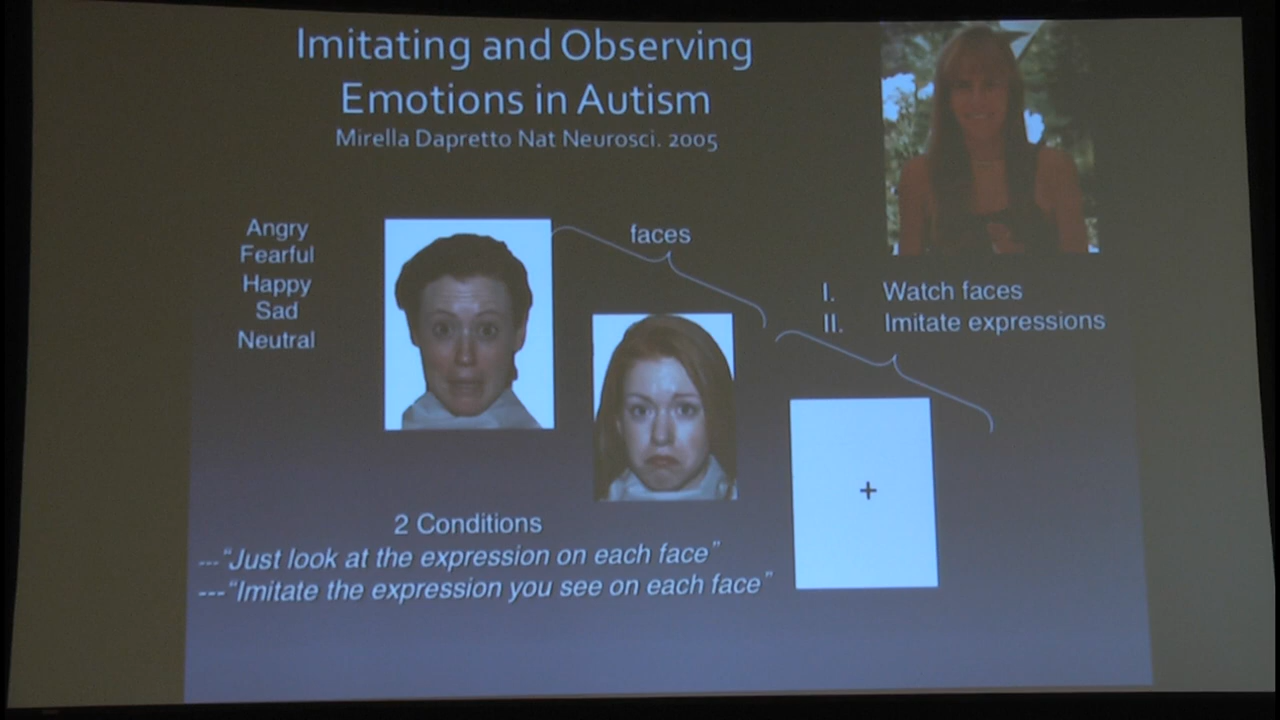 Imitating and Observing
Emotions in Autism
Mirella Dapretto Nat Neurosci. 2005
Angry
Fearful
Happy
Sad
Neutral
faces
I. Watch faces
II. Imitate expressions
+
2 Conditions
---“Just look at the expression on each face”
---“Imitate the expression you see on each face”